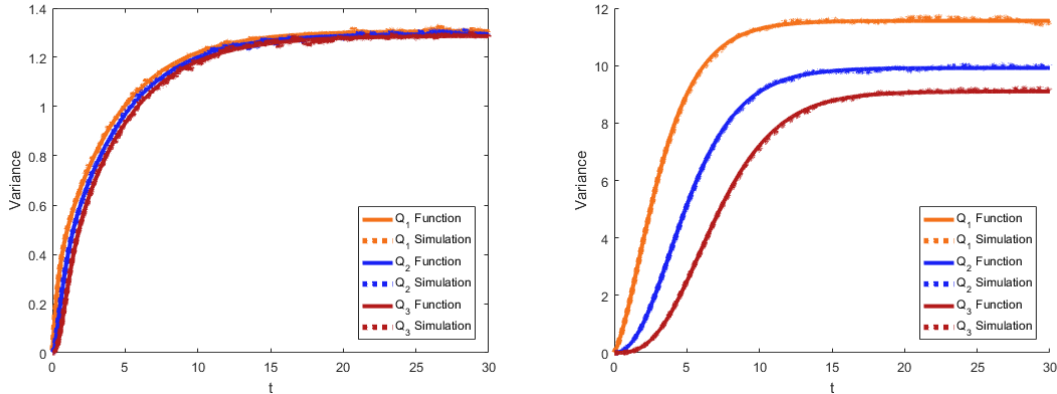 1.4
1.2
1
0.8
0.6
0.4
0.2
0
Variance
0 5 10 15 20 25 30
t
Q1 Function
Q1 Simulation
Q2 Function
Q2 Simulation
Q3 Function
Q3 Simulation
12
10
8
6
4
2
0
Variance
0 5 10 15 20 25 30
t
Q1 Function
Q1 Simulation
Q2 Function
Q2 Simulation
Q3 Function
Q3 Simulation